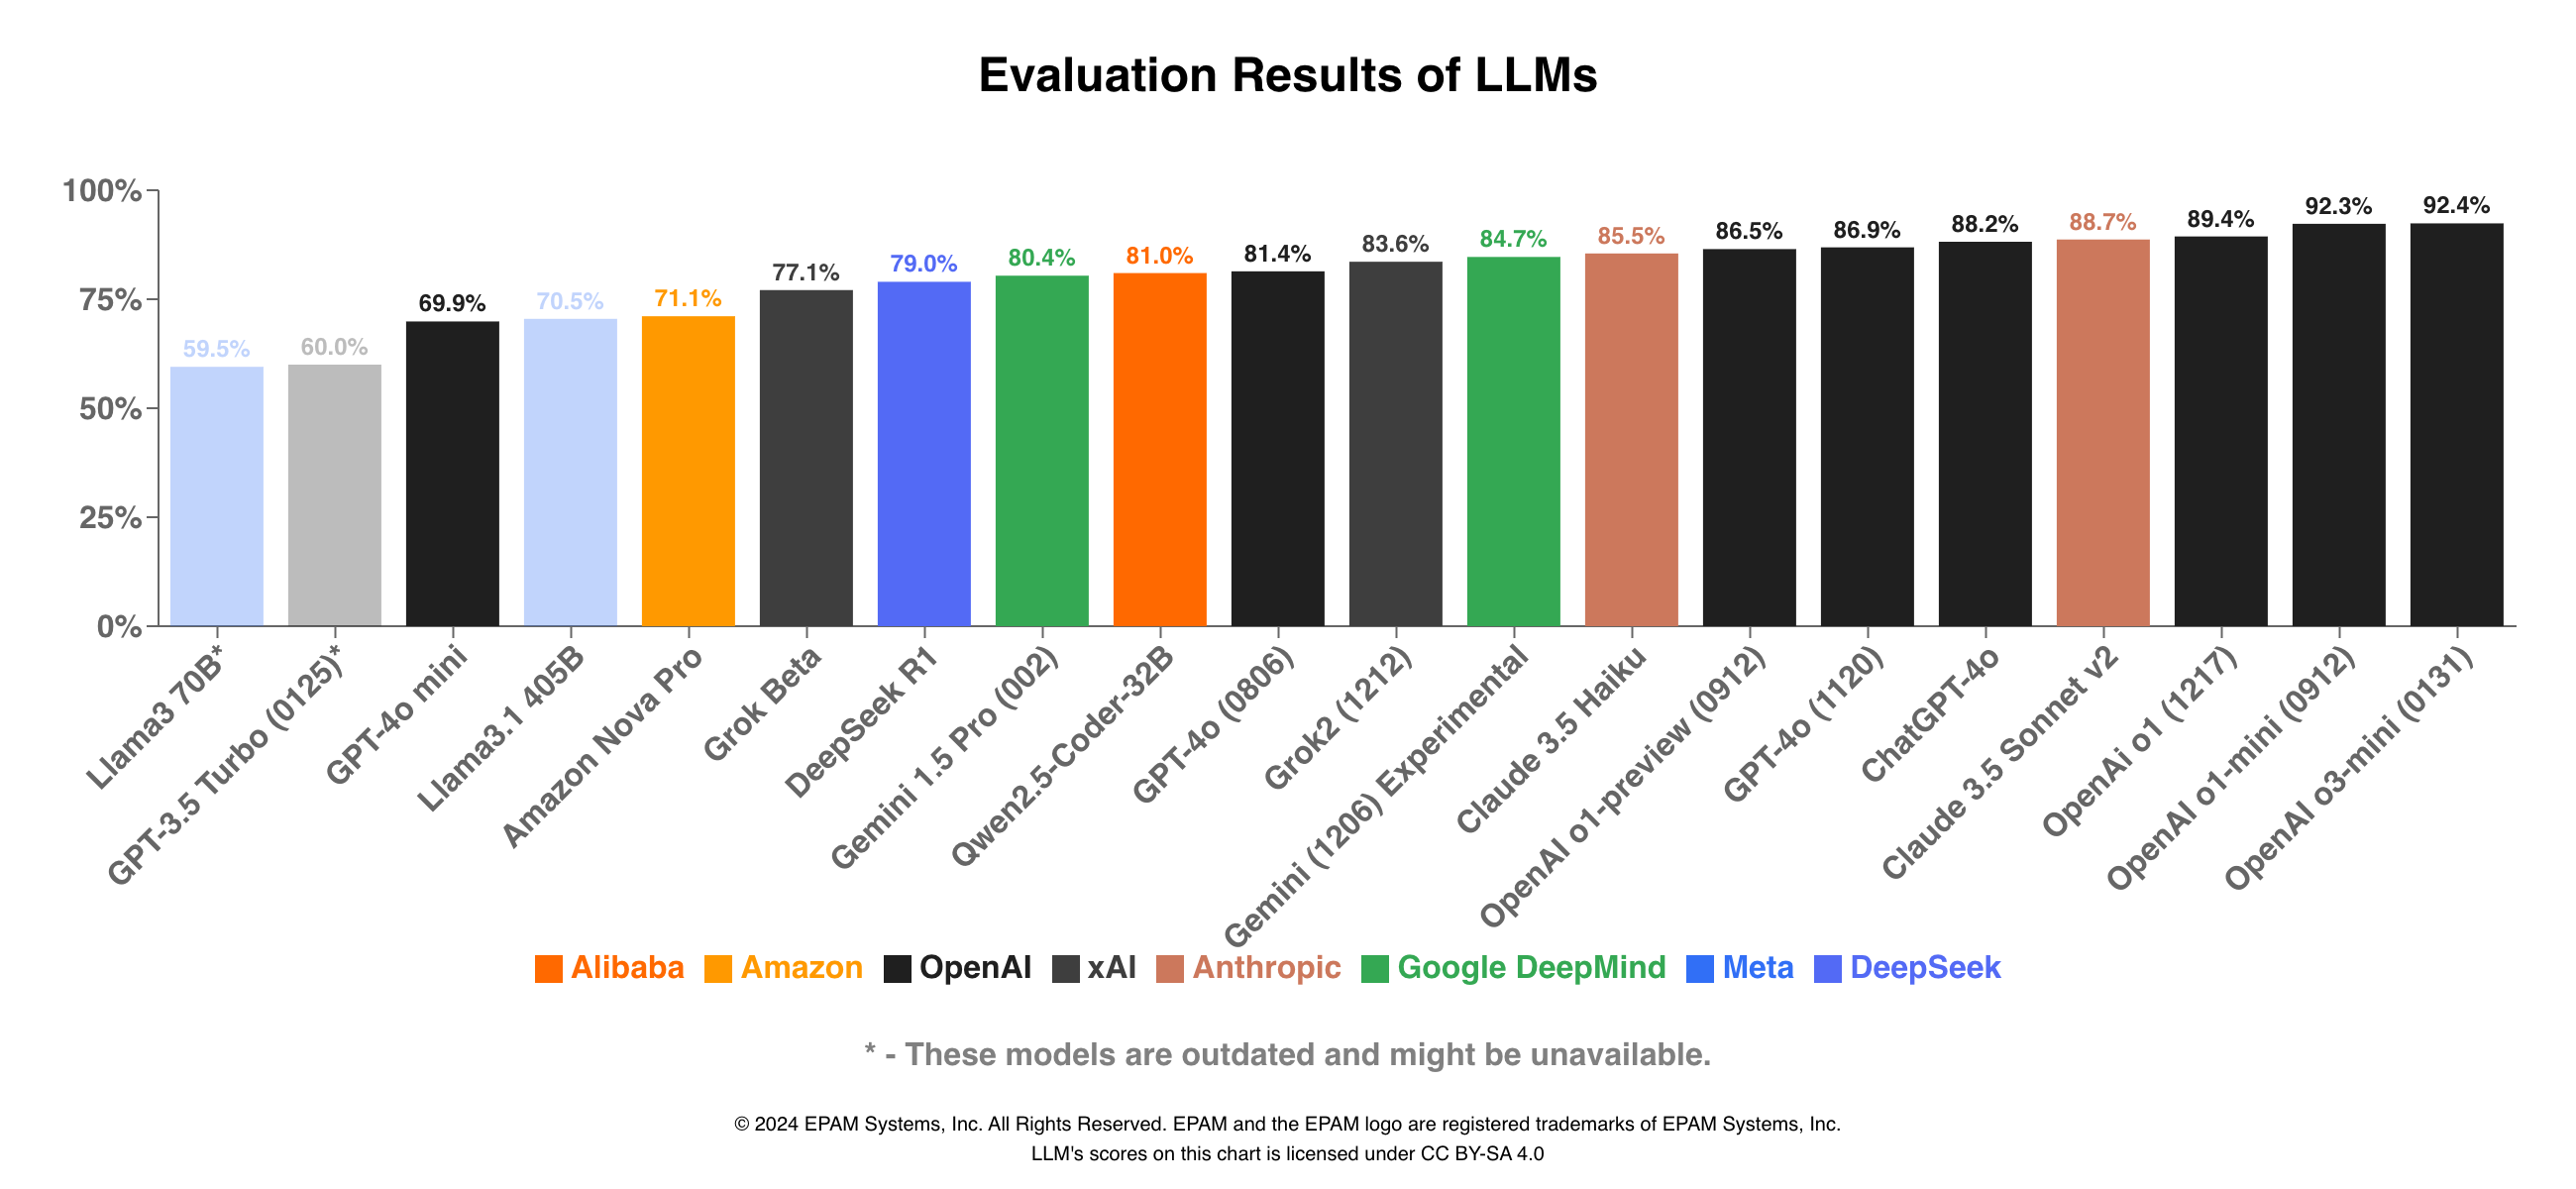 Evaluation Results of LLMs
100%
75%
50%
25%
0%
59.5%
60.0%
69.9%
70.5%
71.1%
77.1%
79.0%
80.4%
81.0%
81.4%
83.6%
84.7%
85.5%
86.5%
86.9%
88.2%
88.7%
89.4%
92.3%
92.4%
Llama3 70B*
GPT-3.5 Turbo (0125)*
GPT-4o mini
Llama3.1 405B
Amazon Nova Pro
Grok Beta
DeepSeek R1
Gemini 1.5 Pro (002)
Qwen2.5-Coder-32B
GPT-4o (0806)
Grok2 (1212)
Gemini (1206) Experimental
Claude 3.5 Haiku
OpenAI o1-preview (0912)
GPT-4o (1120)
ChatGPT-4o
Claude 3.5 Sonnet v2
OpenAi o1 (1217)
OpenAI o1-mini (0912)
OpenAI o3-mini (0131)
Alibaba Amazon OpenAI xAI Anthropic Google DeepMind Meta DeepSeek
* - These models are outdated and might be unavailable.
© 2024 EPAM Systems, Inc. All Rights Reserved. EPAM and the EPAM logo are registered trademarks of EPAM Systems, Inc.
LLM's scores on this chart is licensed under CC BY-SA 4.0